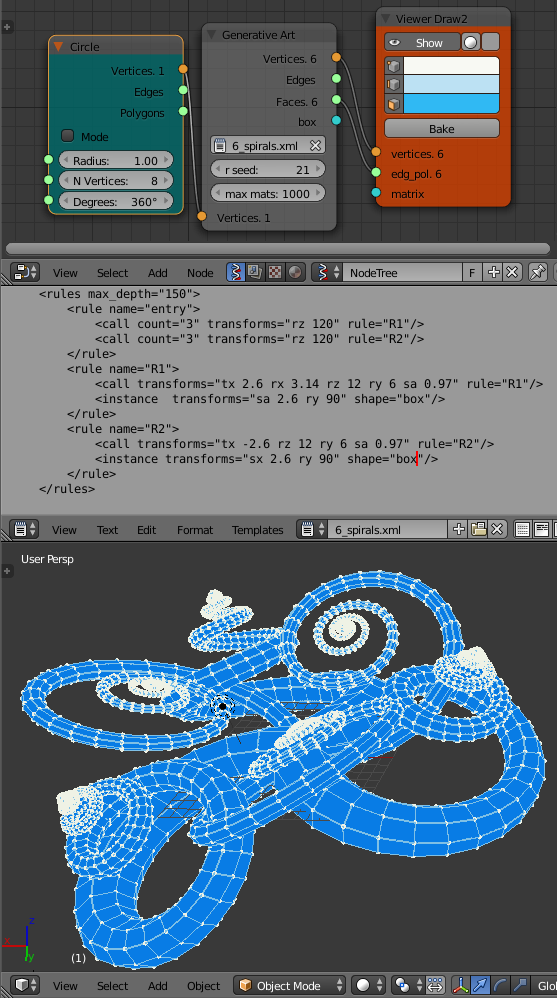 Circle
Vertices. 1
Edges
Polygons
Mode
Radius: 1.00
N Vertices: 8
Degrees: 360°
Generative Art
Vertices. 6
Edges
Faces. 6
box
6_spirals.xml
r seed: 21
max mats: 1000
Vertices. 1
Viewer Draw2
Show
Bake
vertices. 6
edg_pol. 6
matrix
View Select Add Node NodeTree F
<rules max_depth="150">
<rule name="entry">
<call count="3" transforms="rz 120" rule="R1"/>
<call count="3" transforms="rz 120" rule="R2"/>
</rule>
<rule name="R1">
<call transforms="tx 2.6 rx 3.14 rz 12 ry 6 sa 0.97" rule="R1"/>
<instance  transforms="sa 2.6 ry 90" shape="box"/>
</rule>
<rule name="R2">
<call transforms="tx -2.6 rz 12 ry 6 sa 0.97" rule="R2"/>
<instance transforms="sx 2.6 ry 90" shape="box"/>
</rule>
</rules>
View Text Edit Format Templates 6_spirals.xml
User Persp
z
x
y
(1)
View Select Add Object Object Mode Glo